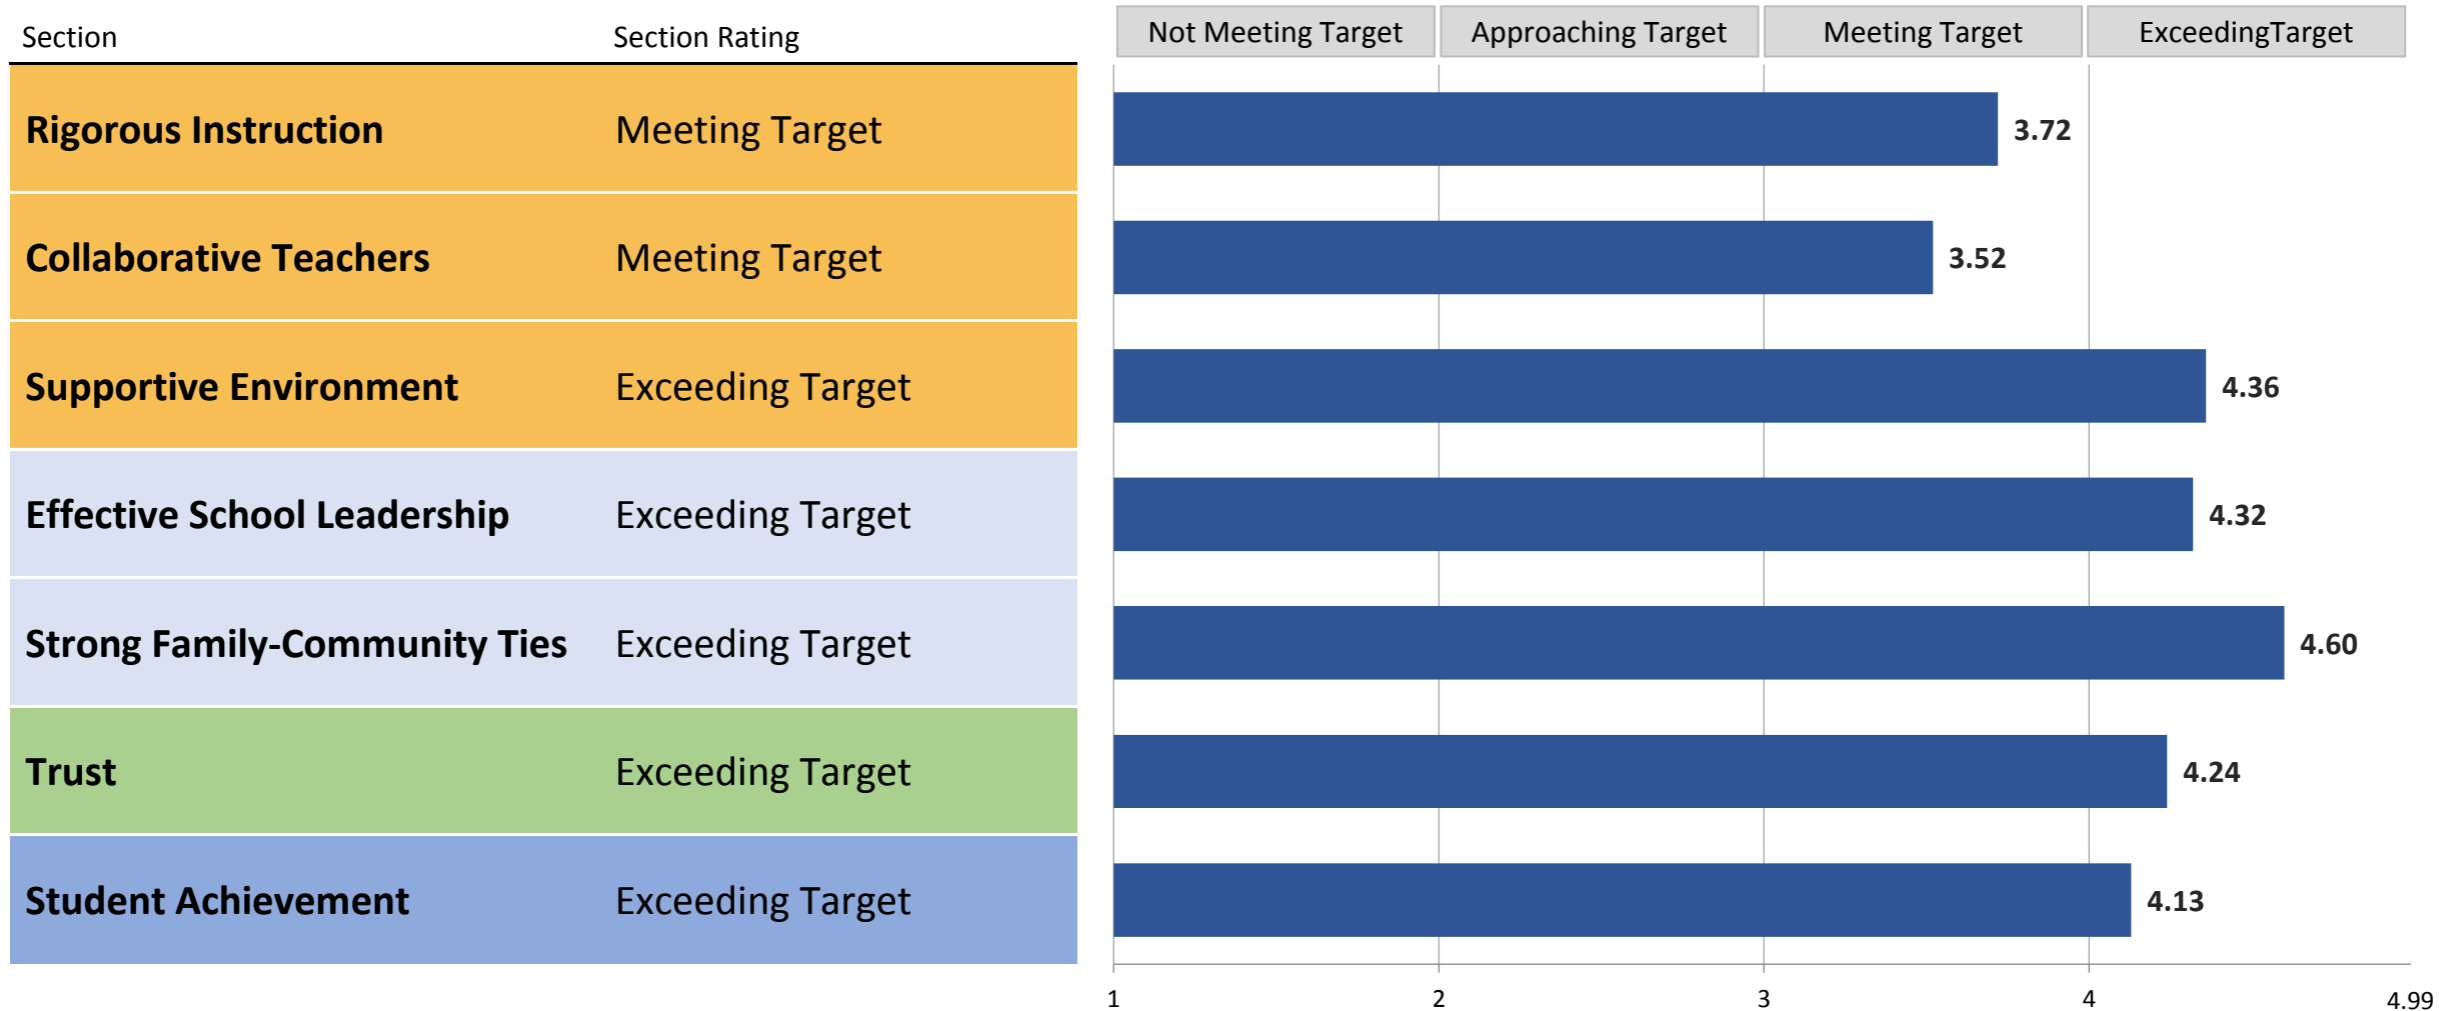 Section Section Rating Not Meeting Target Approaching Target Meeting Target ExceedingTarget
Rigorous Instruction Meeting Target 3.72
Collaborative Teachers Meeting Target 3.52
Supportive Environment Exceeding Target 4.36
Effective School Leadership Exceeding Target 4.32
Strong Family-Community Ties Exceeding Target 4.60
Trust Exceeding Target 4.24
Student Achievement Exceeding Target 4.13
1 2 3 4 4.99